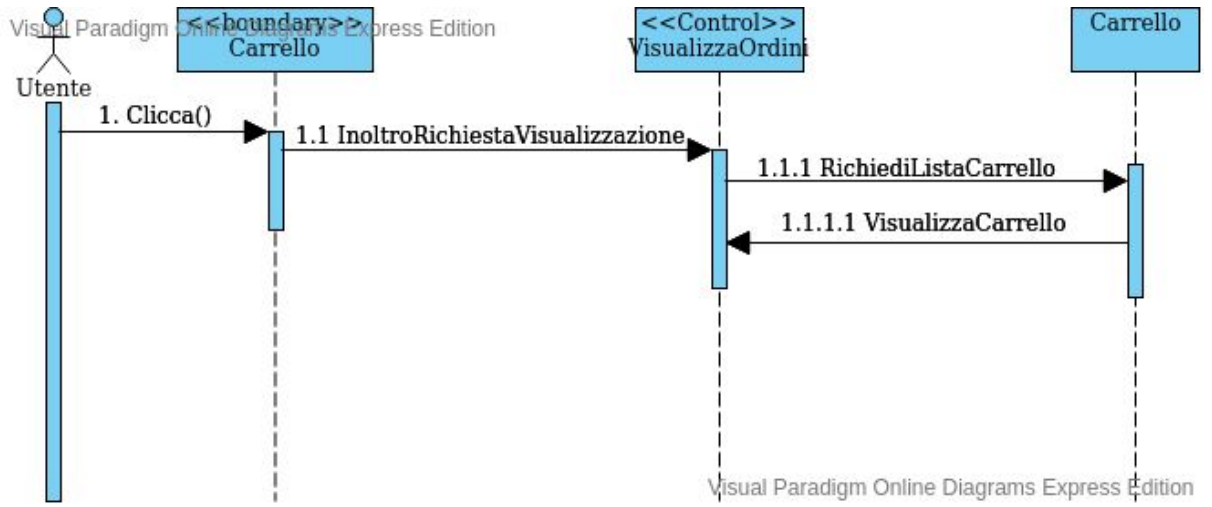 Visual Paradigm Online Diagrams Express Edition
<<boundary>>
Carrello
<<Control>>
VisualizzaOrdini
Carrello
Utente
1. Clicca()
1.1 InoltroRichiestaVisualizzazione
1.1.1 RichiediListaCarrello
1.1.1.1 VisualizzaCarrello
Visual Paradigm Online Diagrams Express Edition